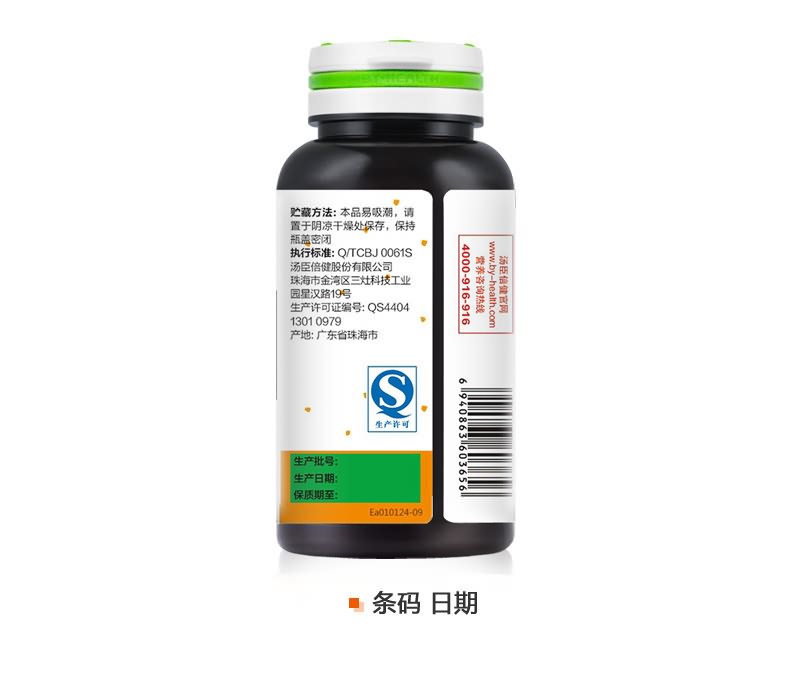 BY-HEALTH
贮藏方法: 本品易吸潮，请
置于阴凉干燥处保存，保持
瓶盖密闭
执行标准: Q/TCBJ 0061S
汤臣倍健股份有限公司
珠海市金湾区三灶科技工业
园星汉路19号
生产许可证编号: QS4404
1301 0979
产地: 广东省珠海市
QS
生产许可
生产批号:
生产日期:
保质期至:
Ea010124-09
汤臣倍健官网
www.by-health.com
营养咨询热线
4000-916-916
6 940863 603656
条码 日期